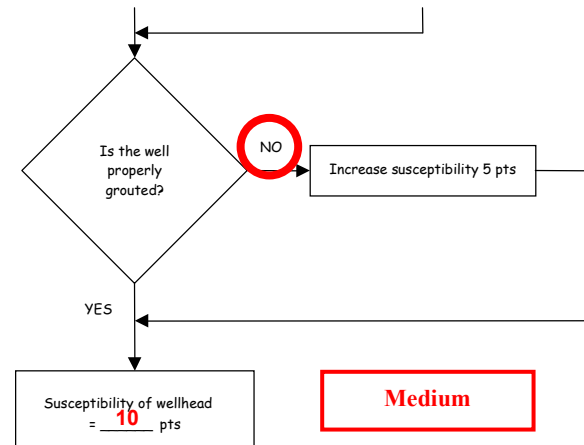 Is the well
properly
grouted?
NO
Increase susceptibility 5 pts
YES
Susceptibility of wellhead
= 10 pts
Medium